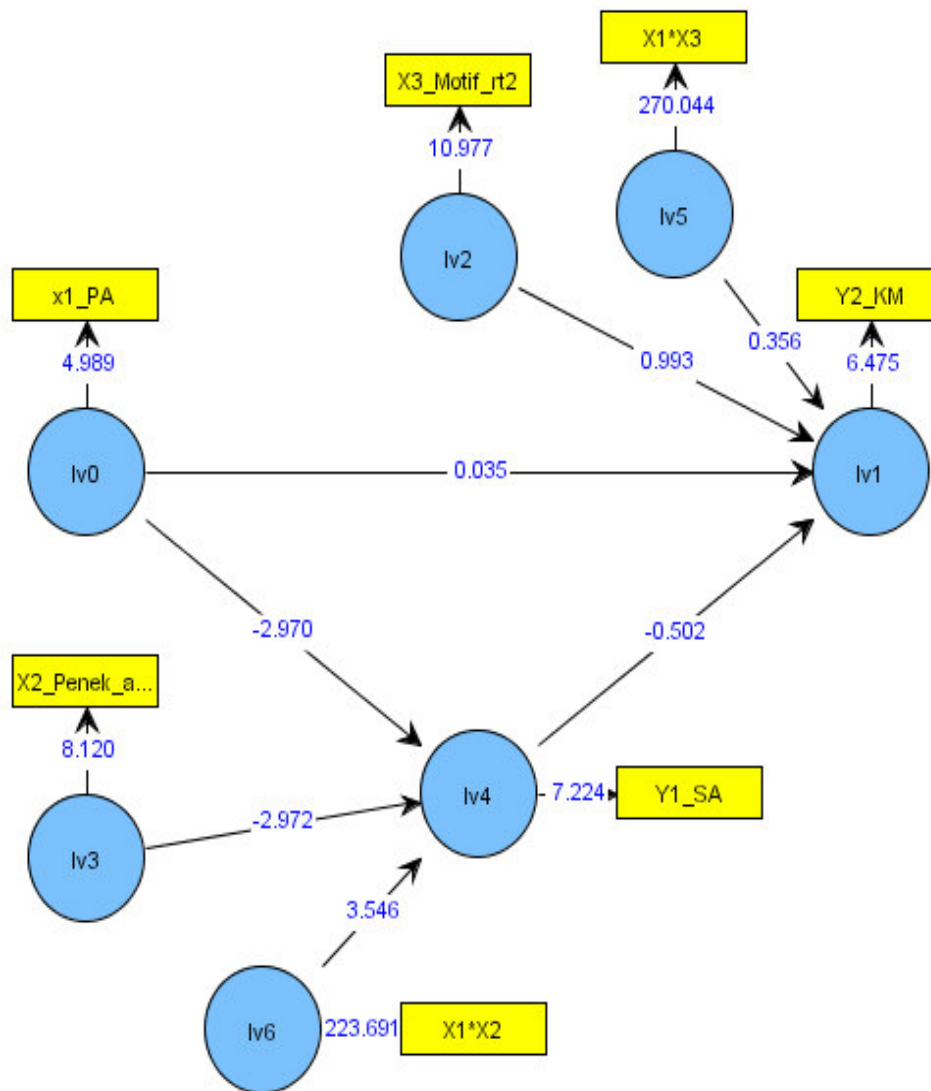 X1*X3
X3_Motif_rt2
270.044
10.977
lv5
lv2
x1_PA
Y2_KM
4.989
0.356
6.475
0.993
lv0
0.035
lv1
-2.970
-0.502
X2_Penek_a...
8.120
lv4
7.224
Y1_SA
-2.972
lv3
3.546
lv6
223.691
X1*X2